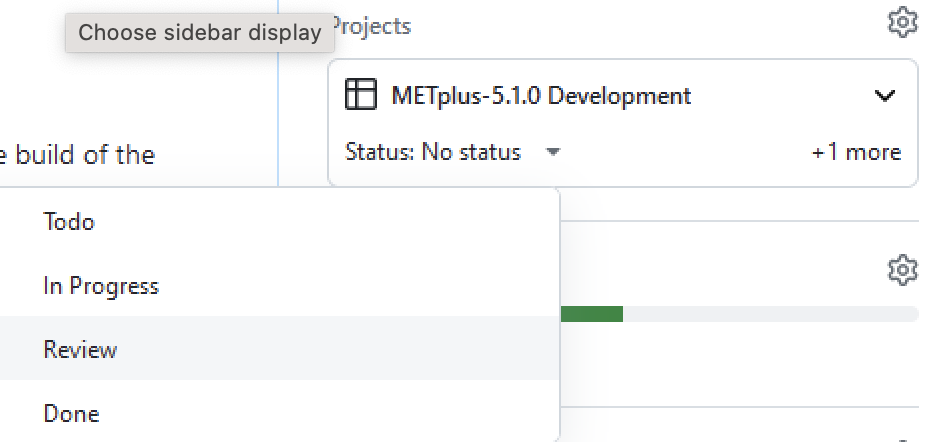 Choose sidebar display
Projects
METplus-5.1.0 Development
Status: No status
+1 more
build of the
Todo
In Progress
Review
Done